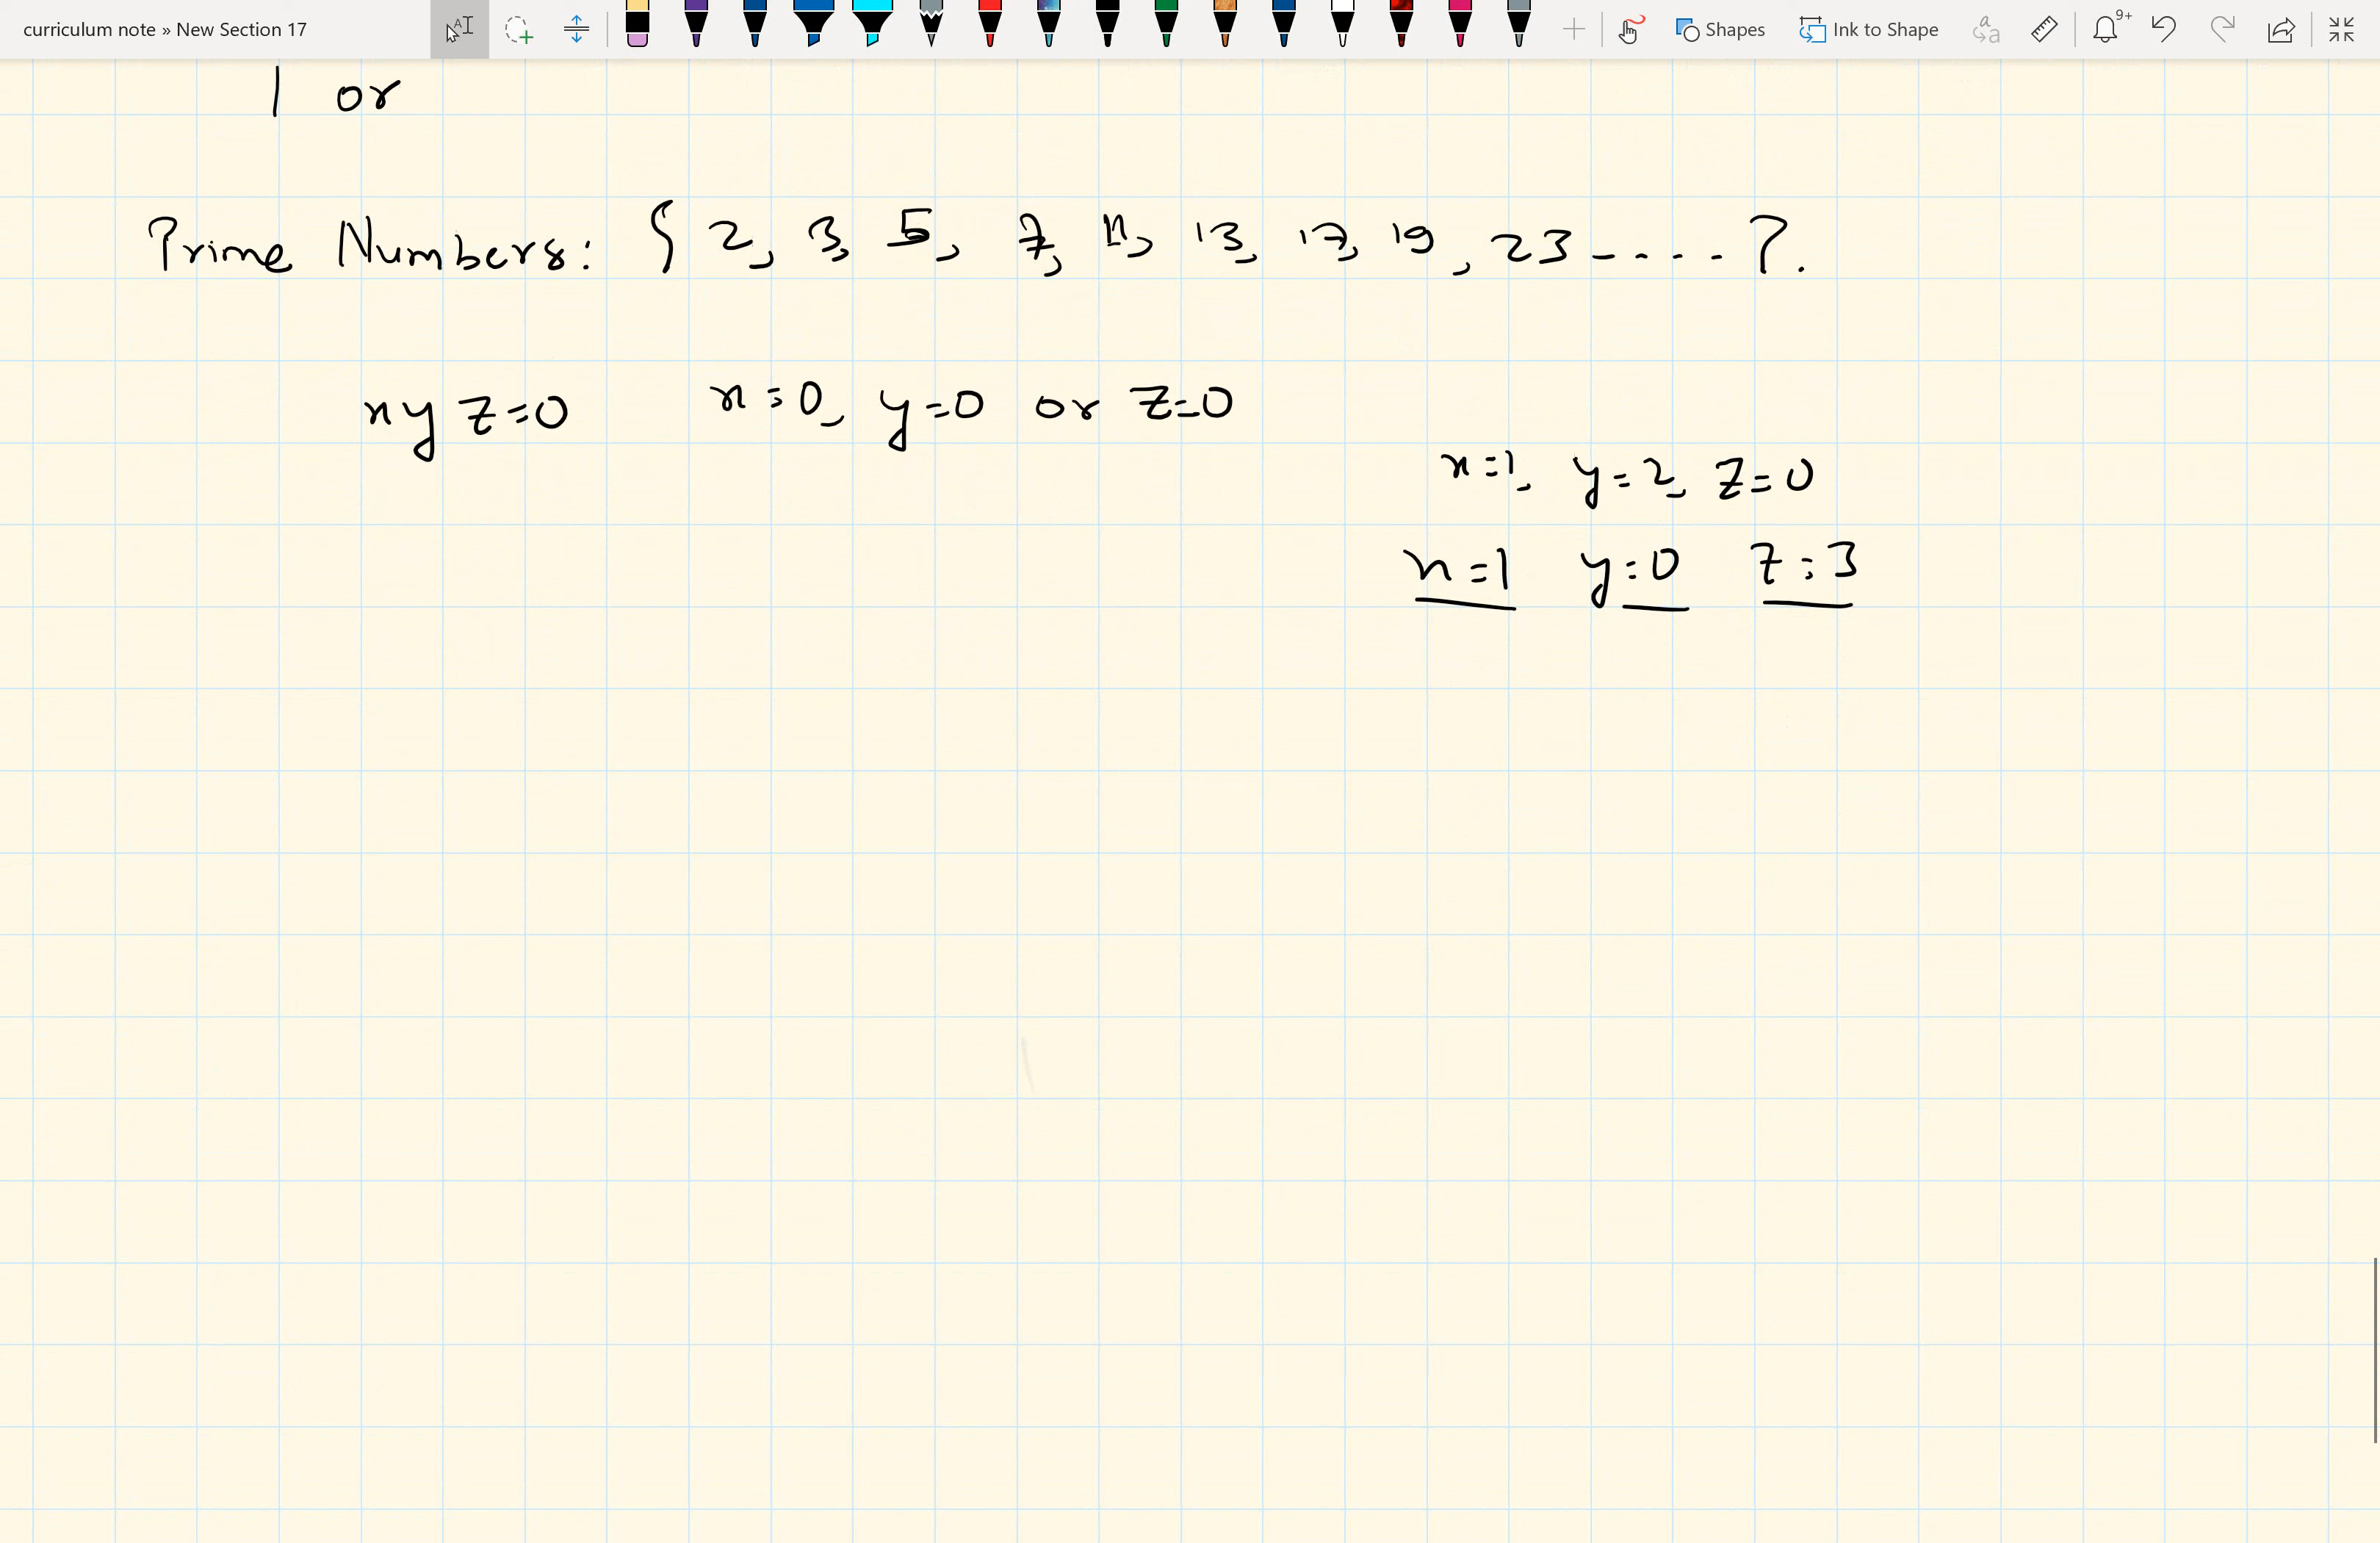 curriculum note » New Section 17 Shapes Ink to Shape 9+
1 or
Prime Numbers: { 2, 3, 5, 7, 11, 13, 17, 19, 23 - - - - - }.
xyz=0 x=0, y=0 or z=0
x=1, y=2, z=0
x=1 y=0 z=3